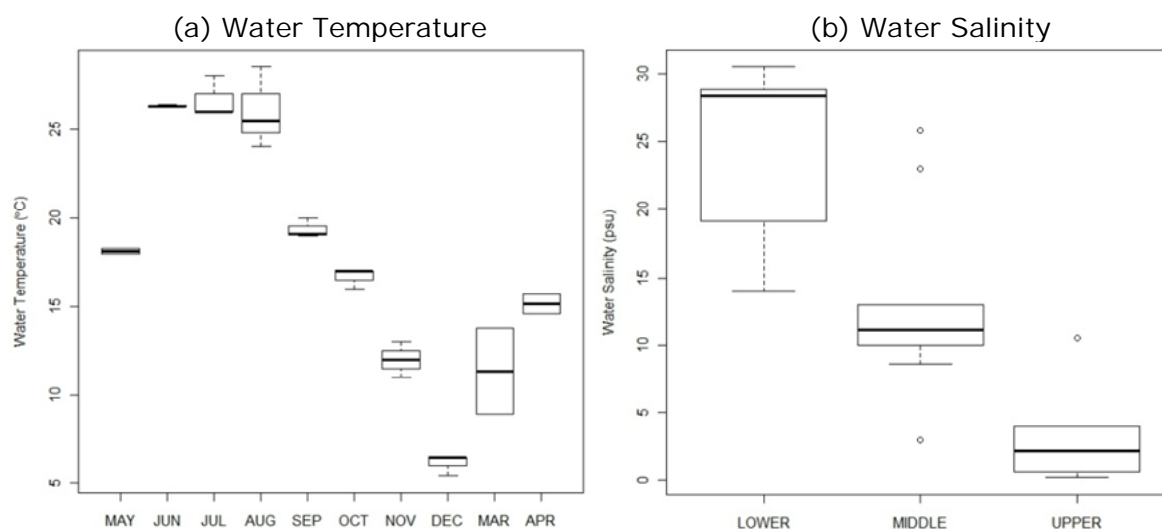 (a) Water Temperature
(b) Water Salinity
Water Temperature (ºC)
25
20
15
10
5
MAY JUN JUL AUG SEP OCT NOV DEC MAR APR
Water Salinity (psu)
30
25
20
15
10
5
0
LOWER MIDDLE UPPER